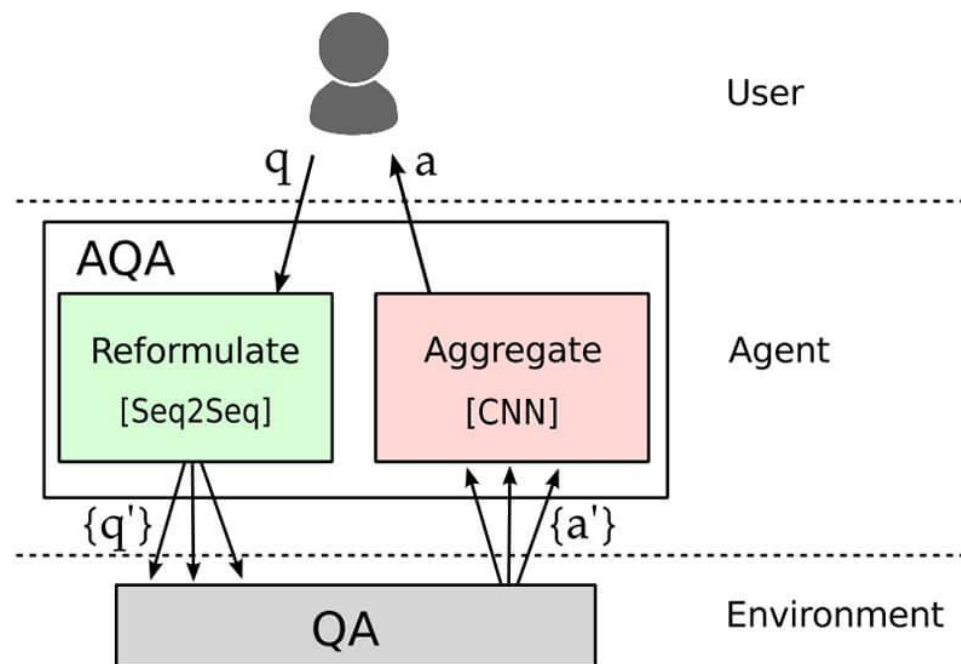 User
q
a
AQA
Reformulate
[Seq2Seq]
Aggregate
[CNN]
Agent
{q'}
{a'}
QA
Environment